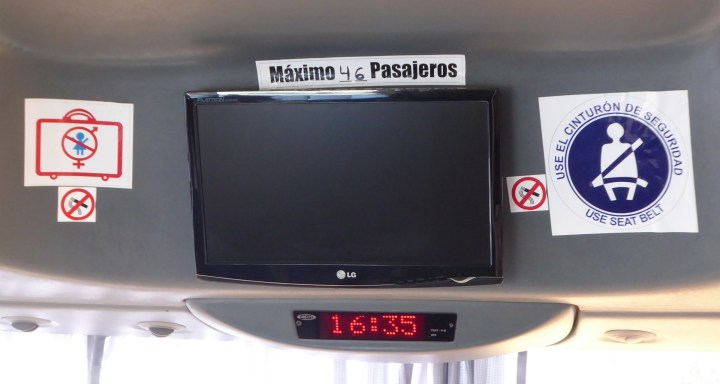 Máximo 46 Pasajeros
USE EL CINTURÓN DE SEGURIDAD
USE SEAT BELT
LG
16:35